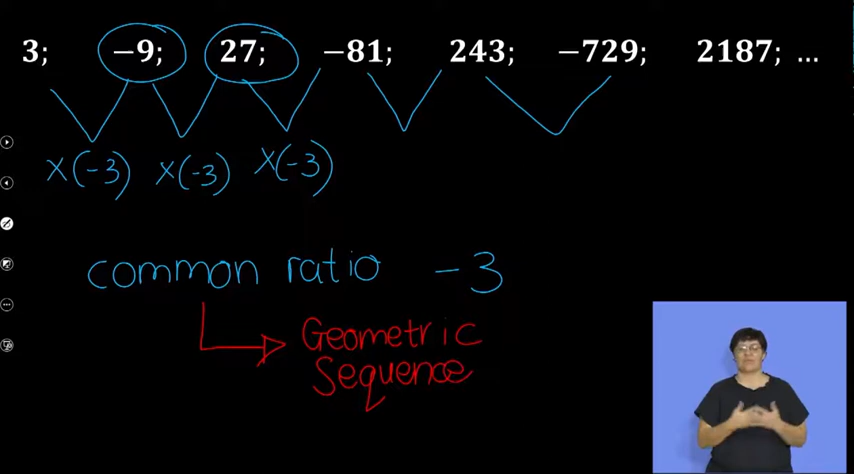 3; −9; 27; −81; 243; −729; 2187; ...
x(-3) x(-3) x(-3)
common ratio -3
Geometric
Sequence